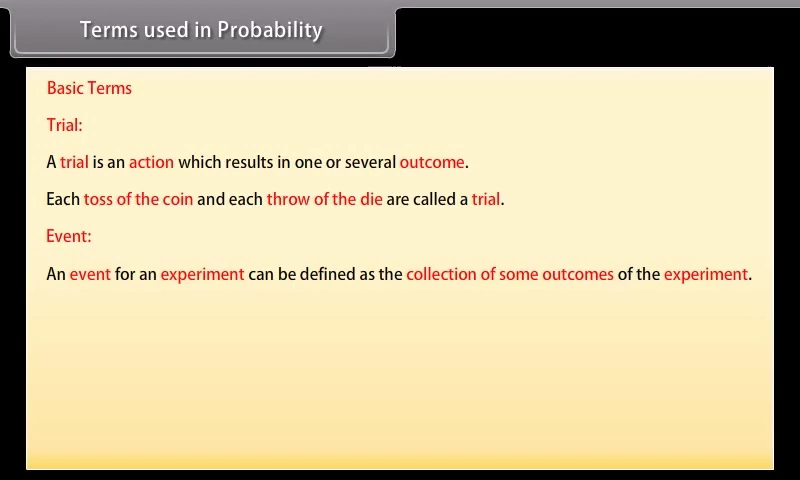 Terms used in Probability
Basic Terms
Trial:
A trial is an action which results in one or several outcome.
Each toss of the coin and each throw of the die are called a trial.
Event:
An event for an experiment can be defined as the collection of some outcomes of the experiment.